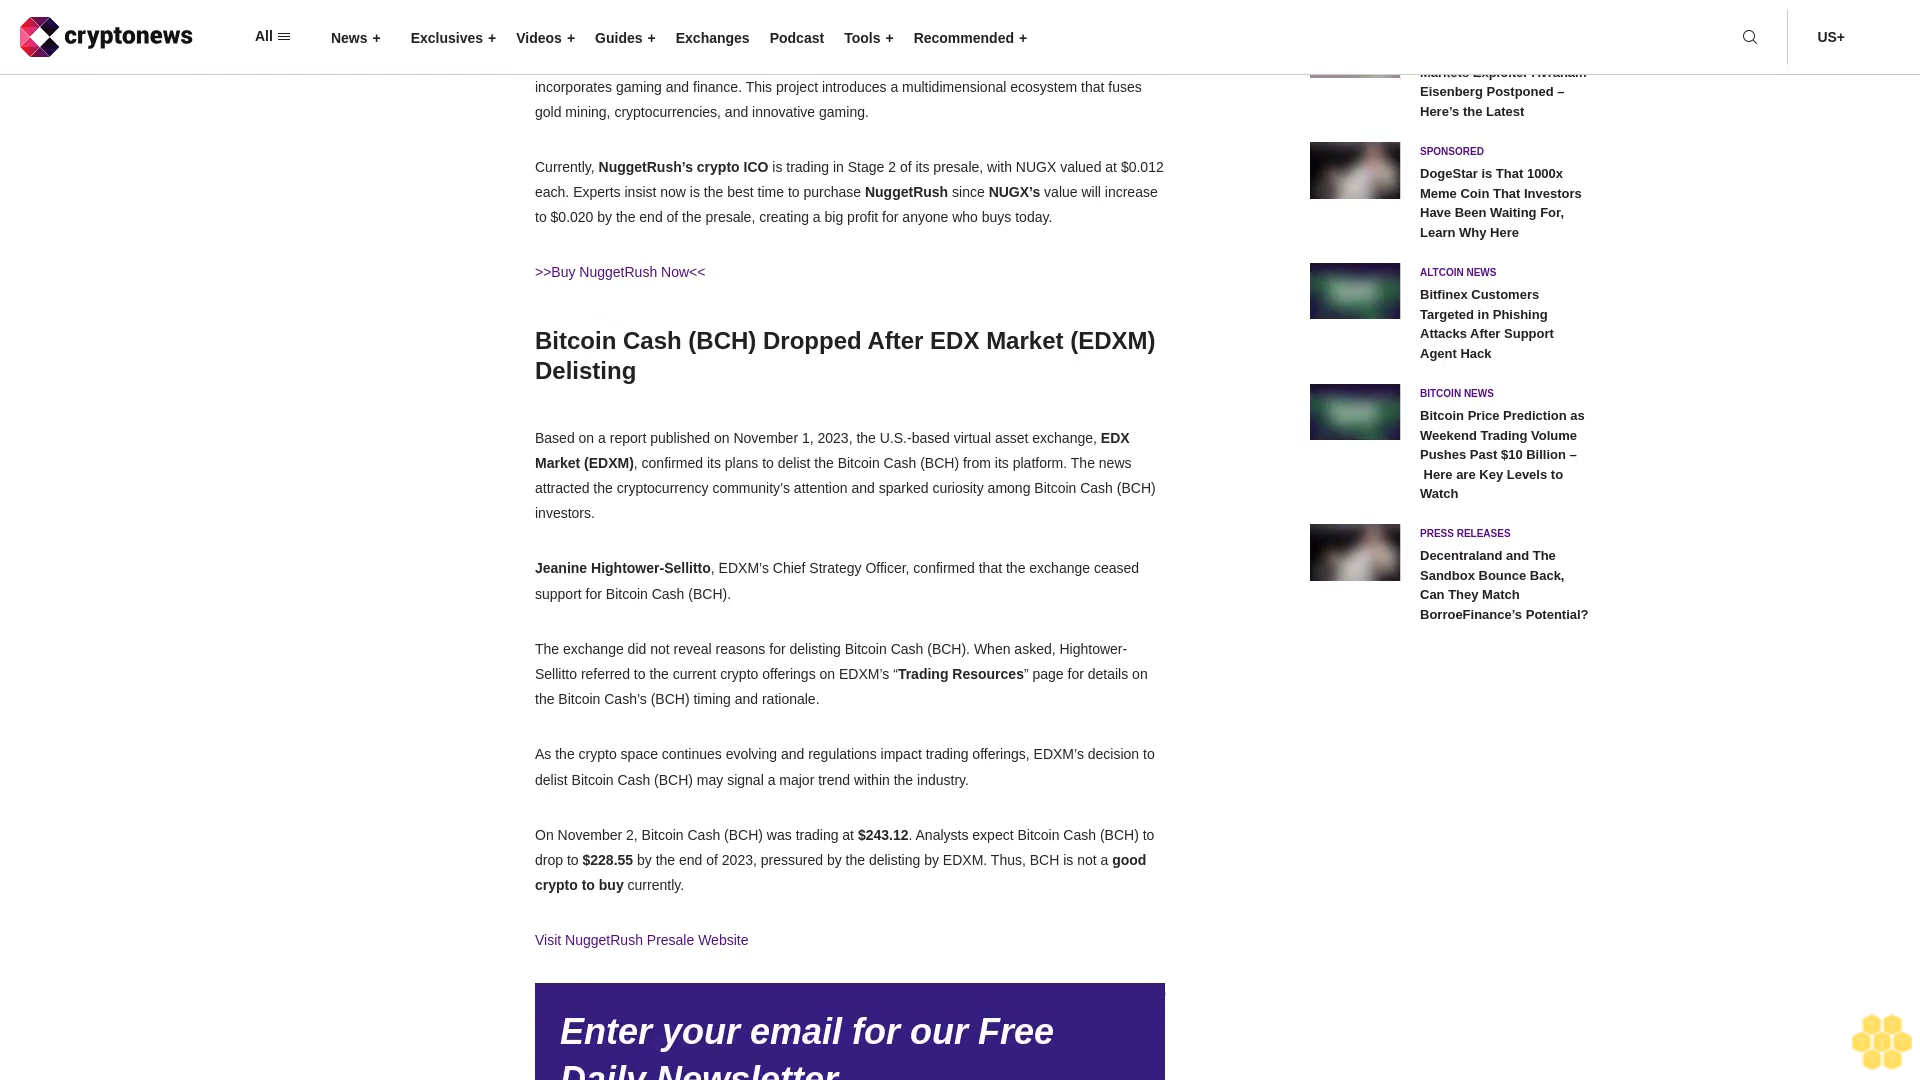 cryptonews
All
News +
Exclusives +
Videos +
Guides +
Exchanges
Podcast
Tools +
Recommended +
US+
incorporates gaming and finance. This project introduces a multidimensional ecosystem that fuses
gold mining, cryptocurrencies, and innovative gaming.
Currently, NuggetRush’s crypto ICO is trading in Stage 2 of its presale, with NUGX valued at $0.012
each. Experts insist now is the best time to purchase NuggetRush since NUGX’s value will increase
to $0.020 by the end of the presale, creating a big profit for anyone who buys today.
>>Buy NuggetRush Now<<
Bitcoin Cash (BCH) Dropped After EDX Market (EDXM)
Delisting
Based on a report published on November 1, 2023, the U.S.-based virtual asset exchange, EDX
Market (EDXM), confirmed its plans to delist the Bitcoin Cash (BCH) from its platform. The news
attracted the cryptocurrency community’s attention and sparked curiosity among Bitcoin Cash (BCH)
investors.
Jeanine Hightower-Sellitto, EDXM’s Chief Strategy Officer, confirmed that the exchange ceased
support for Bitcoin Cash (BCH).
The exchange did not reveal reasons for delisting Bitcoin Cash (BCH). When asked, Hightower-
Sellitto referred to the current crypto offerings on EDXM’s “Trading Resources” page for details on
the Bitcoin Cash’s (BCH) timing and rationale.
As the crypto space continues evolving and regulations impact trading offerings, EDXM’s decision to
delist Bitcoin Cash (BCH) may signal a major trend within the industry.
On November 2, Bitcoin Cash (BCH) was trading at $243.12. Analysts expect Bitcoin Cash (BCH) to
drop to $228.55 by the end of 2023, pressured by the delisting by EDXM. Thus, BCH is not a good
crypto to buy currently.
Visit NuggetRush Presale Website
Enter your email for our Free
Daily Newsletter
Markets Exploiter Avraham
Eisenberg Postponed –
Here’s the Latest
SPONSORED
DogeStar is That 1000x
Meme Coin That Investors
Have Been Waiting For,
Learn Why Here
ALTCOIN NEWS
Bitfinex Customers
Targeted in Phishing
Attacks After Support
Agent Hack
BITCOIN NEWS
Bitcoin Price Prediction as
Weekend Trading Volume
Pushes Past $10 Billion –
Here are Key Levels to
Watch
PRESS RELEASES
Decentraland and The
Sandbox Bounce Back,
Can They Match
BorroeFinance’s Potential?